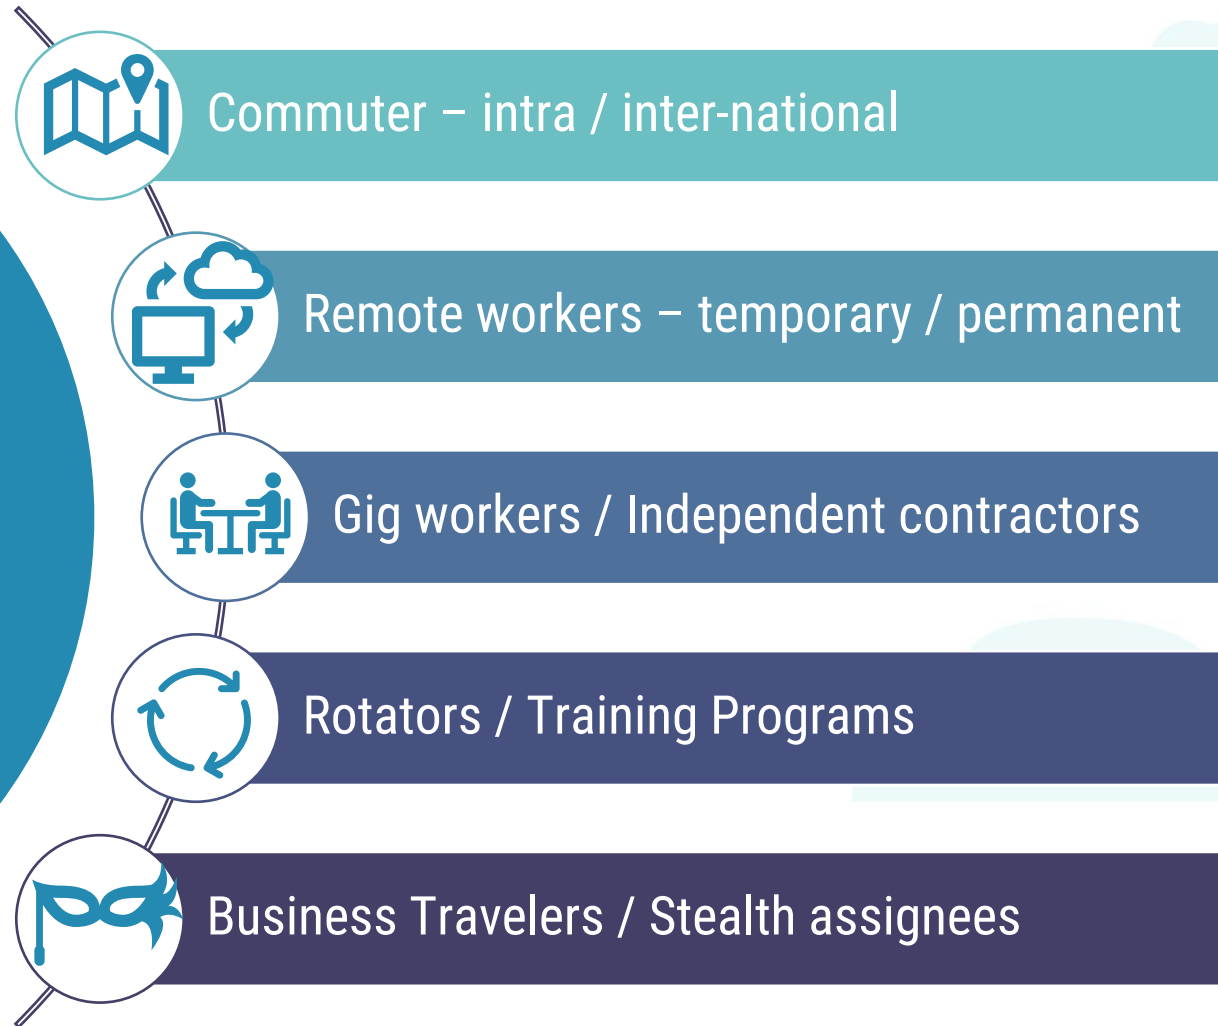 Commuter – intra / inter-national
Remote workers – temporary / permanent
Gig workers / Independent contractors
Rotators / Training Programs
Business Travelers / Stealth assignees